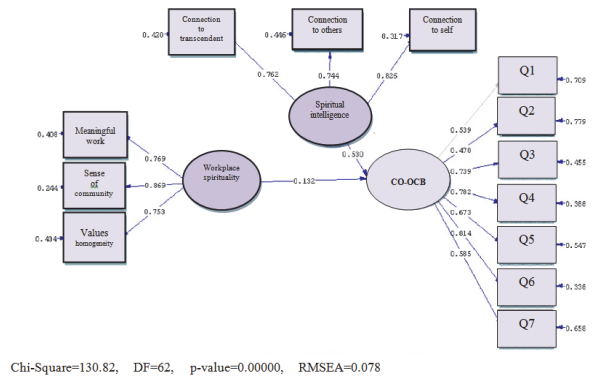 Connection
to
transcendent
0.420
Connection
to others
0.446
Connection
to self
0.317
0.762
0.744
0.825
Spiritual
intelligence
0.530
Meaningful
work
0.408
Sense
of
community
0.244
Values
homogeneity
0.434
0.769
0.869
0.753
Workplace
spirituality
0.132
CO-OCB
Q1
0.709
0.539
Q2
0.779
0.470
Q3
0.455
0.739
Q4
0.388
0.782
Q5
0.547
0.673
Q6
0.338
0.814
Q7
0.658
0.585
Chi-Square=130.82, DF=62, p-value=0.00000, RMSEA=0.078